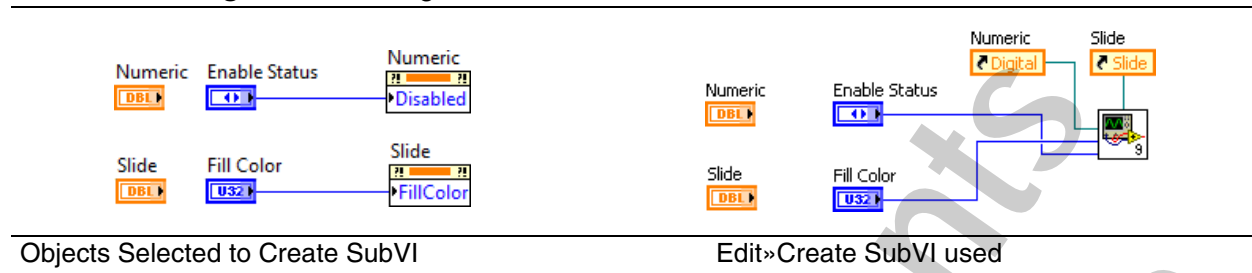 Numeric
Enable Status
Numeric
DBL
?! ?!
Disabled
Slide
Fill Color
Slide
DBL
U32
?! ?!
FillColor
Numeric
Slide
Digital
Slide
Numeric
Enable Status
DBL
9
Slide
Fill Color
DBL
U32
Objects Selected to Create SubVI
Edit»Create SubVI used